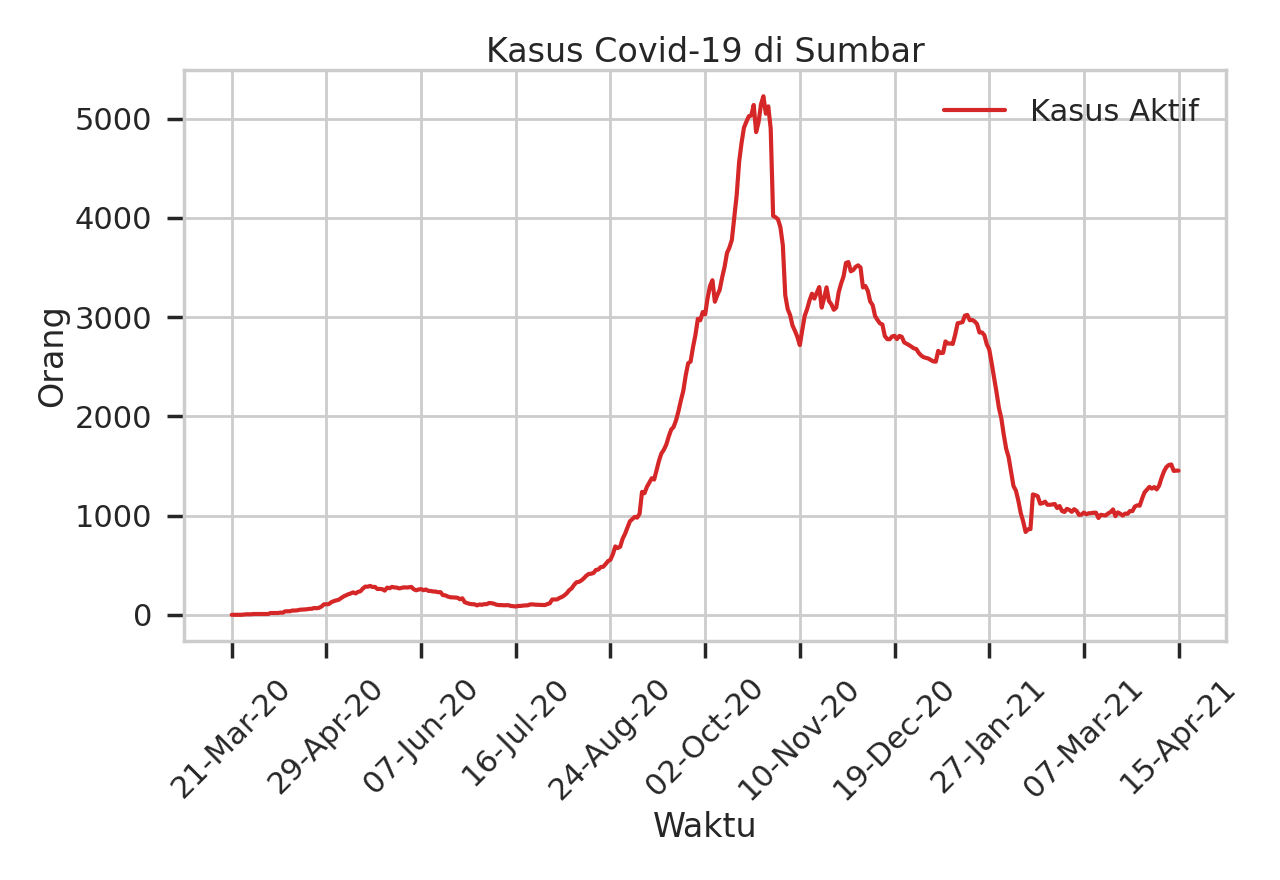 Kasus Covid-19 di Sumbar
Kasus Aktif
Orang
5000
4000
3000
2000
1000
0
21-Mar-20
29-Apr-20
07-Jun-20
16-Jul-20
24-Aug-20
02-Oct-20
10-Nov-20
19-Dec-20
27-Jan-21
07-Mar-21
15-Apr-21
Waktu